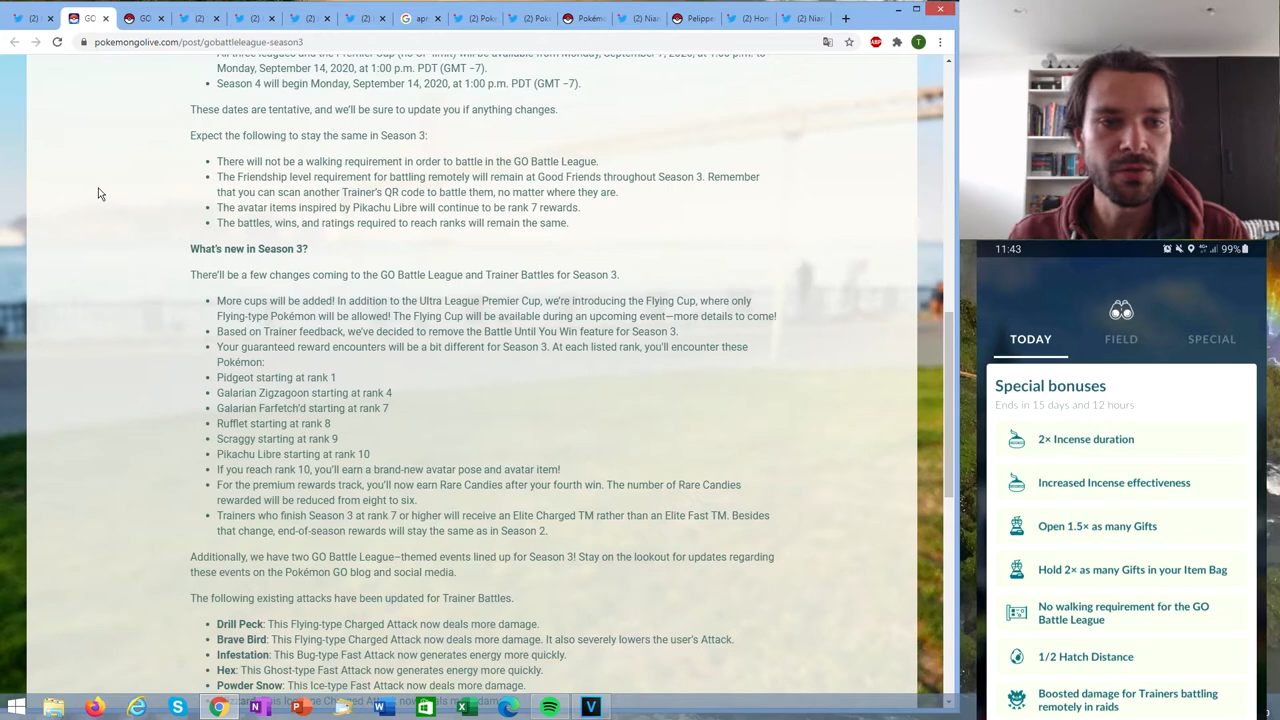 GO
GO
(2)
(2)
(2)
(2)
apr
(2) Poke
(2) Poke
Pokémo
(2) Nian
Pelippe
(2) Hom
(2) Nian
pokemongolive.com/post/gobattleleague-season3
Monday, September 14, 2020, at 1:00 p.m. PDT (GMT −7).
• Season 4 will begin Monday, September 14, 2020, at 1:00 p.m. PDT (GMT −7).
These dates are tentative, and we'll be sure to update you if anything changes.
Expect the following to stay the same in Season 3:
• There will not be a walking requirement in order to battle in the GO Battle League.
• The Friendship level requirement for battling remotely will remain at Good Friends throughout Season 3. Remember
that you can scan another Trainer's QR code to battle them, no matter where they are.
• The avatar items inspired by Pikachu Libre will continue to be rank 7 rewards.
• The battles, wins, and ratings required to reach ranks will remain the same.
What's new in Season 3?
There'll be a few changes coming to the GO Battle League and Trainer Battles for Season 3.
• More cups will be added! In addition to the Ultra League Premier Cup, we're introducing the Flying Cup, where only
Flying-type Pokémon will be allowed! The Flying Cup will be available during an upcoming event—more details to come!
• Based on Trainer feedback, we've decided to remove the Battle Until You Win feature for Season 3.
• Your guaranteed reward encounters will be a bit different for Season 3. At each listed rank, you'll encounter these
Pokémon:
• Pidgeot starting at rank 1
• Galarian Zigzagoon starting at rank 4
• Galarian Farfetch'd starting at rank 7
• Rufflet starting at rank 8
• Scraggy starting at rank 9
• Pikachu Libre starting at rank 10
• If you reach rank 10, you'll earn a brand-new avatar pose and avatar item!
• For the premium rewards track, you'll now earn Rare Candies after your fourth win. The number of Rare Candies
rewarded will be reduced from eight to six.
• Trainers who finish Season 3 at rank 7 or higher will receive an Elite Charged TM rather than an Elite Fast TM. Besides
that change, end-of-season rewards will stay the same as in Season 2.
Additionally, we have two GO Battle League–themed events lined up for Season 3! Stay on the lookout for updates regarding
these events on the Pokémon GO blog and social media.
The following existing attacks have been updated for Trainer Battles.
• Drill Peck: This Flying-type Charged Attack now deals more damage.
• Brave Bird: This Flying-type Charged Attack now deals more damage. It also severely lowers the user's Attack.
• Infestation: This Bug-type Fast Attack now generates energy more quickly.
• Hex: This Ghost-type Fast Attack now generates energy more quickly.
• Powder Snow: This Ice-type Fast Attack now deals more damage.
11:43
99%
TODAY
FIELD
SPECIAL
Special bonuses
Ends in 15 days and 12 hours
2× Incense duration
Increased Incense effectiveness
Open 1.5× as many Gifts
Hold 2× as many Gifts in your Item Bag
No walking requirement for the GO
Battle League
1/2 Hatch Distance
Boosted damage for Trainers battling
remotely in raids